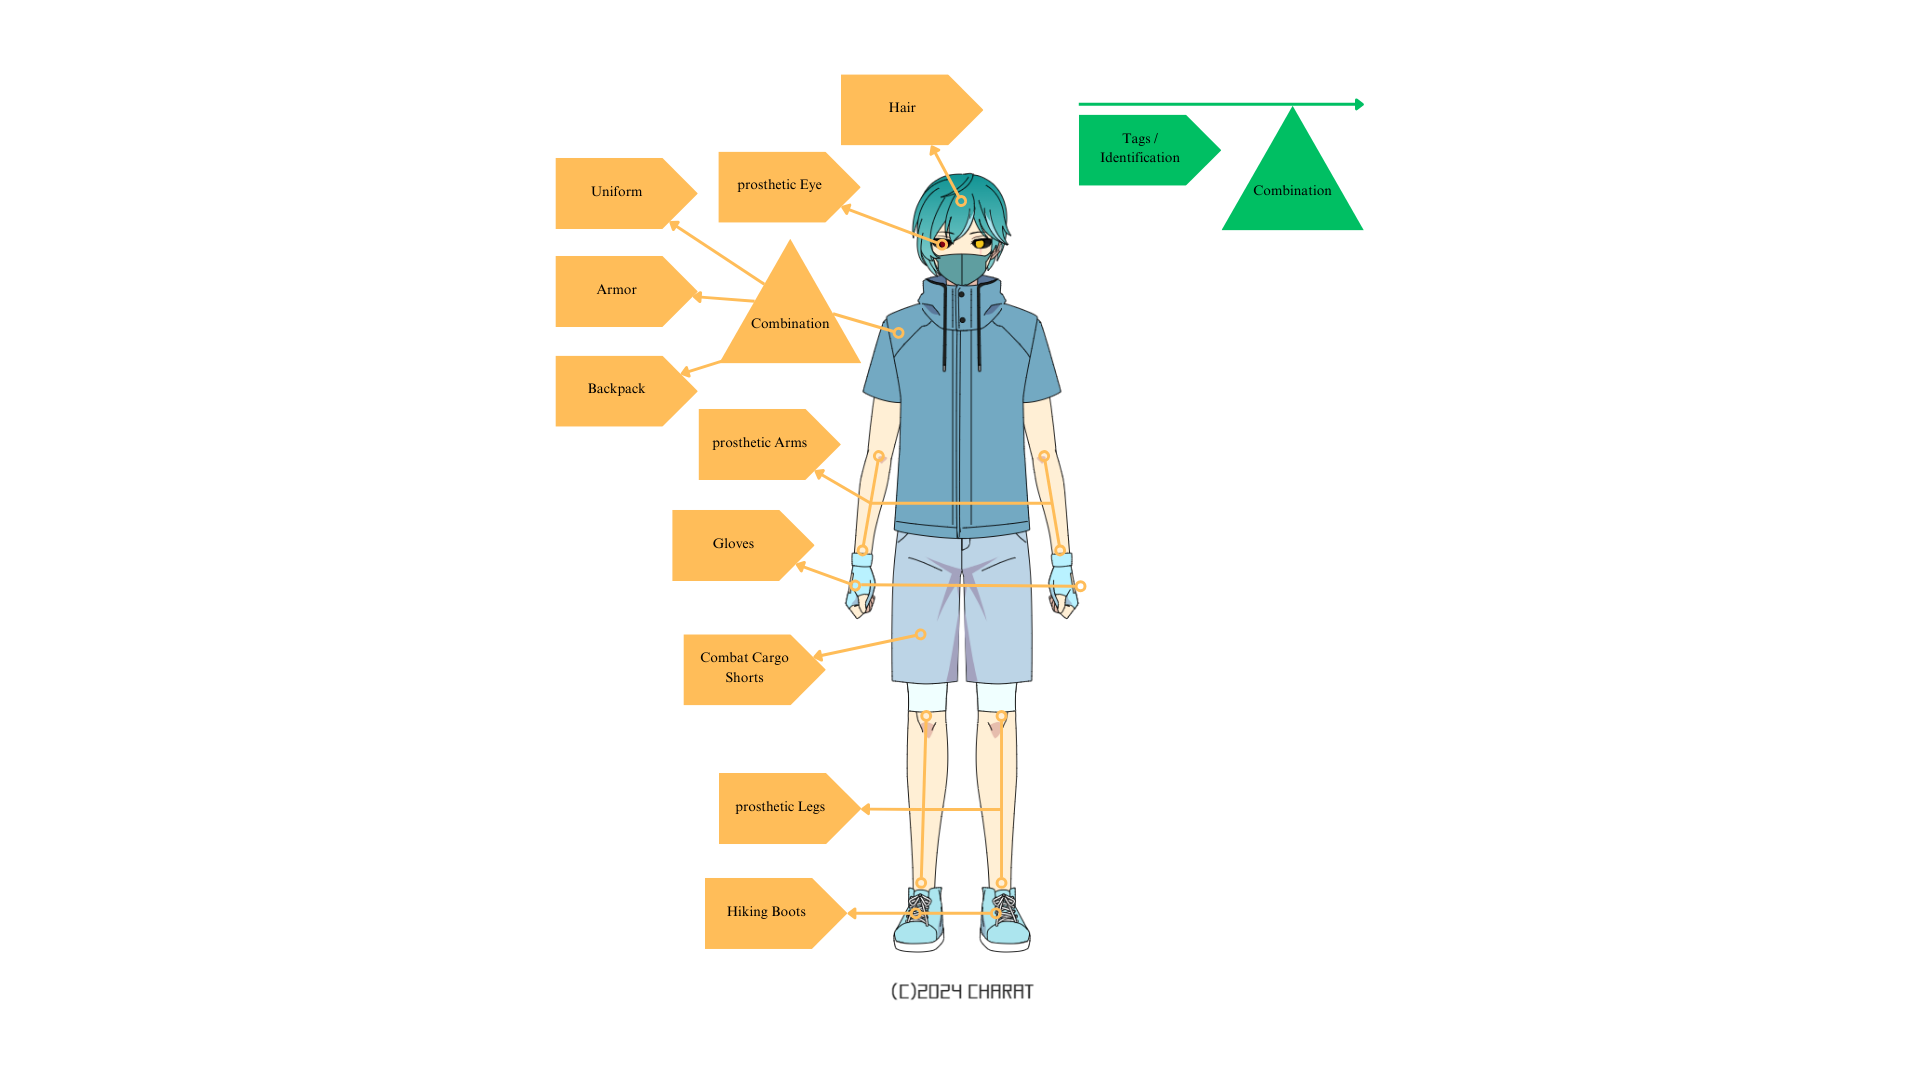 Hair
Tags /
Identification
prosthetic Eye
Uniform
Combination
Armor
Combination
Backpack
prosthetic Arms
Gloves
Combat Cargo
Shorts
prosthetic Legs
Hiking Boots
(C)2024 CHARAT